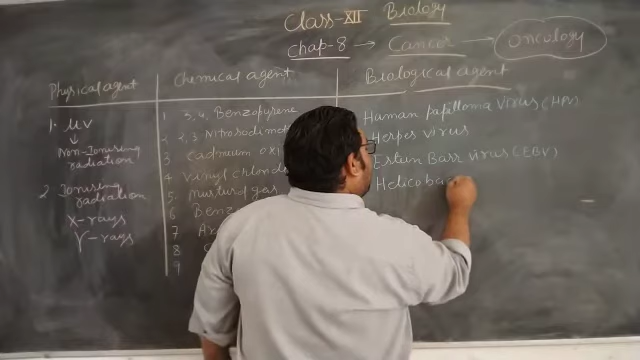 Class-XII Biology
Chap-8 → Cancer → Oncology
Physical agent
1. UV
↓
Non-Ionising
radiation
2. Ionising
radiation
X-rays
γ-rays
Chemical agent
1 3,4, Benzopyrene
2 2,3 Nitrosodimet
3 Cadmium oxi
4 Vinyl chlorid
5. Mustard gas
6 Benz
7
8
9
Biological agent
Human papilloma virus (HPV)
Herpes virus
Estein Barr virus (EBV)
Helicoba